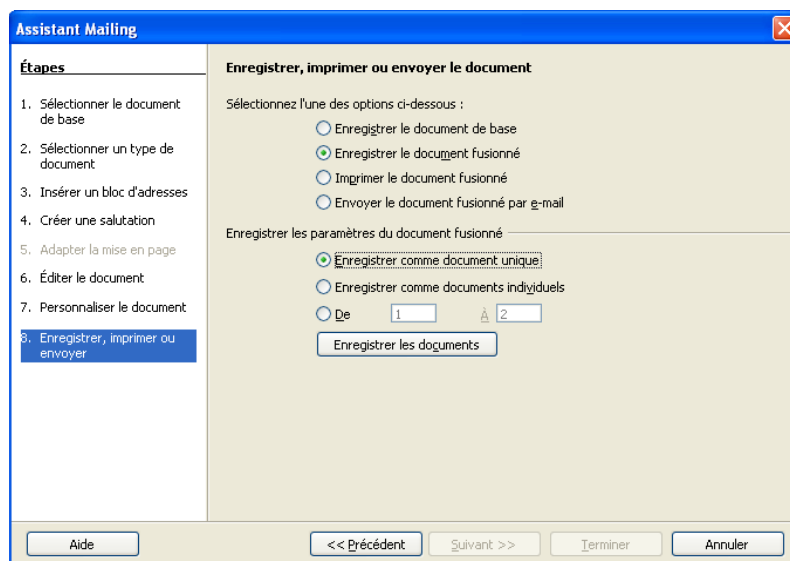 Assistant Mailing
Étapes
1. Sélectionner le document
de base
2. Sélectionner un type de
document
3. Insérer un bloc d'adresses
4. Créer une salutation
5. Adapter la mise en page
6. Éditer le document
7. Personnaliser le document
8. Enregistrer, imprimer ou
envoyer
Enregistrer, imprimer ou envoyer le document
Sélectionnez l'une des options ci-dessous :
Enregistrer le document de base
Enregistrer le document fusionné
Imprimer le document fusionné
Envoyer le document fusionné par e-mail
Enregistrer les paramètres du document fusionné
Enregistrer comme document unique
Enregistrer comme documents individuels
De 1 À 2
Enregistrer les documents
Aide << Précédent Suivant >> Terminer Annuler